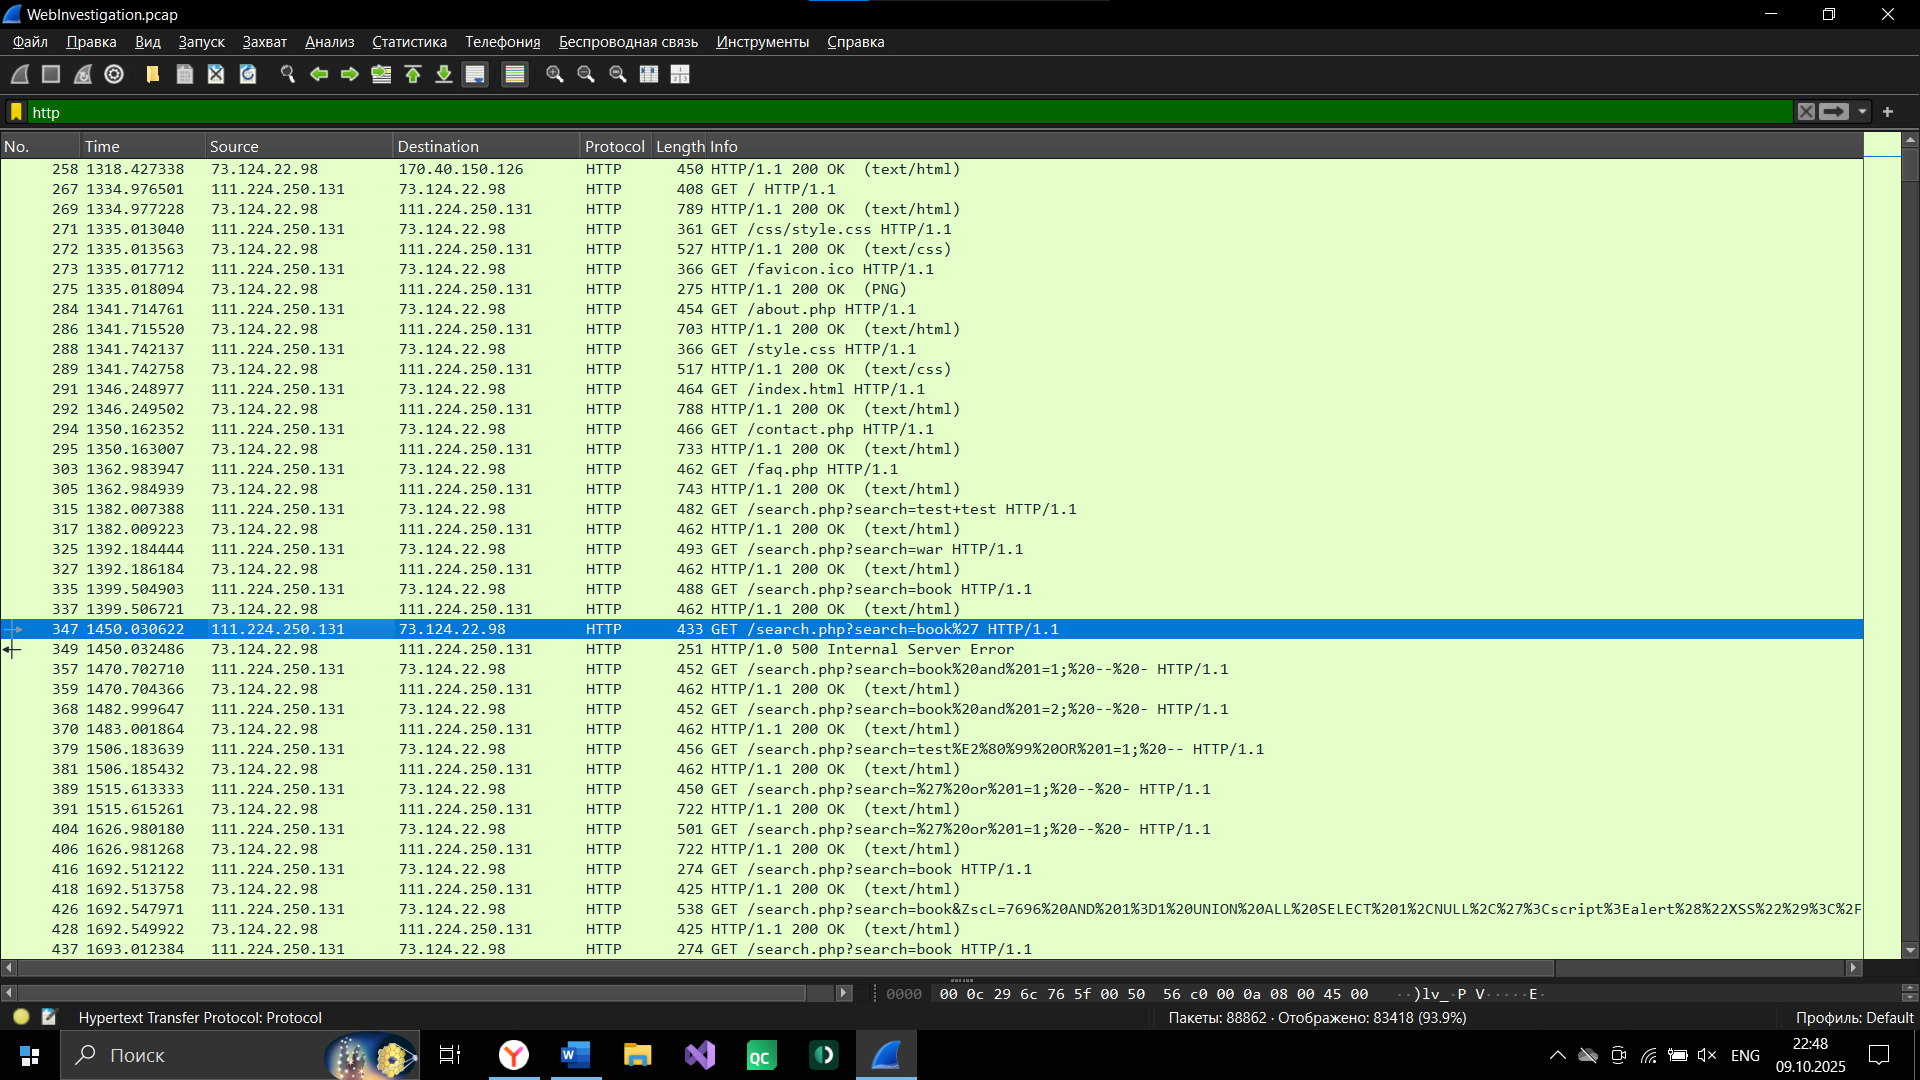 WebInvestigation.pcap
Файл Правка Вид Запуск Захват Анализ Статистика Телефония Беспроводная связь Инструменты Справка
http
No. Time Source Destination Protocol Length Info
258 1318.427338 73.124.22.98 170.40.150.126 HTTP 450 HTTP/1.1 200 OK (text/html)
267 1334.976501 111.224.250.131 73.124.22.98 HTTP 408 GET / HTTP/1.1
269 1334.977228 73.124.22.98 111.224.250.131 HTTP 789 HTTP/1.1 200 OK (text/html)
271 1335.013040 111.224.250.131 73.124.22.98 HTTP 361 GET /css/style.css HTTP/1.1
272 1335.013563 73.124.22.98 111.224.250.131 HTTP 527 HTTP/1.1 200 OK (text/css)
273 1335.017712 111.224.250.131 73.124.22.98 HTTP 366 GET /favicon.ico HTTP/1.1
275 1335.018094 73.124.22.98 111.224.250.131 HTTP 275 HTTP/1.1 200 OK (PNG)
284 1341.714761 111.224.250.131 73.124.22.98 HTTP 454 GET /about.php HTTP/1.1
286 1341.715520 73.124.22.98 111.224.250.131 HTTP 703 HTTP/1.1 200 OK (text/html)
288 1341.742137 111.224.250.131 73.124.22.98 HTTP 366 GET /style.css HTTP/1.1
289 1341.742758 73.124.22.98 111.224.250.131 HTTP 517 HTTP/1.1 200 OK (text/css)
291 1346.248977 111.224.250.131 73.124.22.98 HTTP 464 GET /index.html HTTP/1.1
292 1346.249502 73.124.22.98 111.224.250.131 HTTP 788 HTTP/1.1 200 OK (text/html)
294 1350.162352 111.224.250.131 73.124.22.98 HTTP 466 GET /contact.php HTTP/1.1
295 1350.163007 73.124.22.98 111.224.250.131 HTTP 733 HTTP/1.1 200 OK (text/html)
303 1362.983947 111.224.250.131 73.124.22.98 HTTP 462 GET /faq.php HTTP/1.1
305 1362.984939 73.124.22.98 111.224.250.131 HTTP 743 HTTP/1.1 200 OK (text/html)
315 1382.007388 111.224.250.131 73.124.22.98 HTTP 482 GET /search.php?search=test+test HTTP/1.1
317 1382.009223 73.124.22.98 111.224.250.131 HTTP 462 HTTP/1.1 200 OK (text/html)
325 1392.184444 111.224.250.131 73.124.22.98 HTTP 493 GET /search.php?search=war HTTP/1.1
327 1392.186184 73.124.22.98 111.224.250.131 HTTP 462 HTTP/1.1 200 OK (text/html)
335 1399.504903 111.224.250.131 73.124.22.98 HTTP 488 GET /search.php?search=book HTTP/1.1
337 1399.506721 73.124.22.98 111.224.250.131 HTTP 462 HTTP/1.1 200 OK (text/html)
347 1450.030622 111.224.250.131 73.124.22.98 HTTP 433 GET /search.php?search=book%27 HTTP/1.1
349 1450.032486 73.124.22.98 111.224.250.131 HTTP 251 HTTP/1.0 500 Internal Server Error
357 1470.702710 111.224.250.131 73.124.22.98 HTTP 452 GET /search.php?search=book%20and%201=1;%20--%20- HTTP/1.1
359 1470.704366 73.124.22.98 111.224.250.131 HTTP 462 HTTP/1.1 200 OK (text/html)
368 1482.999647 111.224.250.131 73.124.22.98 HTTP 452 GET /search.php?search=book%20and%201=2;%20--%20- HTTP/1.1
370 1483.001864 73.124.22.98 111.224.250.131 HTTP 462 HTTP/1.1 200 OK (text/html)
379 1506.183639 111.224.250.131 73.124.22.98 HTTP 456 GET /search.php?search=test%E2%80%99%20OR%201=1;%20-- HTTP/1.1
381 1506.185432 73.124.22.98 111.224.250.131 HTTP 462 HTTP/1.1 200 OK (text/html)
389 1515.613333 111.224.250.131 73.124.22.98 HTTP 450 GET /search.php?search=%27%20or%201=1;%20--%20- HTTP/1.1
391 1515.615261 73.124.22.98 111.224.250.131 HTTP 722 HTTP/1.1 200 OK (text/html)
404 1626.980180 111.224.250.131 73.124.22.98 HTTP 501 GET /search.php?search=%27%20or%201=1;%20--%20- HTTP/1.1
406 1626.981268 73.124.22.98 111.224.250.131 HTTP 722 HTTP/1.1 200 OK (text/html)
416 1692.512122 111.224.250.131 73.124.22.98 HTTP 274 GET /search.php?search=book HTTP/1.1
418 1692.513758 73.124.22.98 111.224.250.131 HTTP 425 HTTP/1.1 200 OK (text/html)
426 1692.547971 111.224.250.131 73.124.22.98 HTTP 538 GET /search.php?search=book&ZscL=7696%20AND%201%3D1%20UNION%20ALL%20SELECT%201%2CNULL%2C%27%3Cscript%3Ealert%28%22XSS%22%29%3C%2F
428 1692.549922 73.124.22.98 111.224.250.131 HTTP 425 HTTP/1.1 200 OK (text/html)
437 1693.012384 111.224.250.131 73.124.22.98 HTTP 274 GET /search.php?search=book HTTP/1.1
0000 00 0c 29 6c 76 5f 00 50 56 c0 00 0a 08 00 45 00 ··)lv_·P V·····E·
Hypertext Transfer Protocol: Protocol Пакеты: 88862 · Отображено: 83418 (93.9%) Профиль: Default
Поиск QC ENG 22:48
09.10.2025